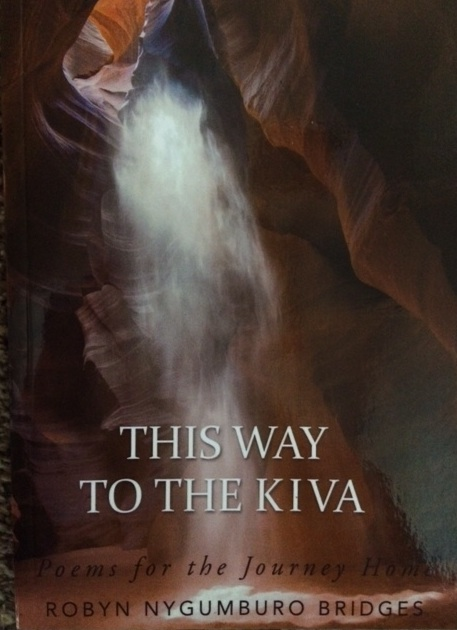 THIS WAY
TO THE KIVA
Poems for the Journey Home
ROBYN NYGUMBURO BRIDGES